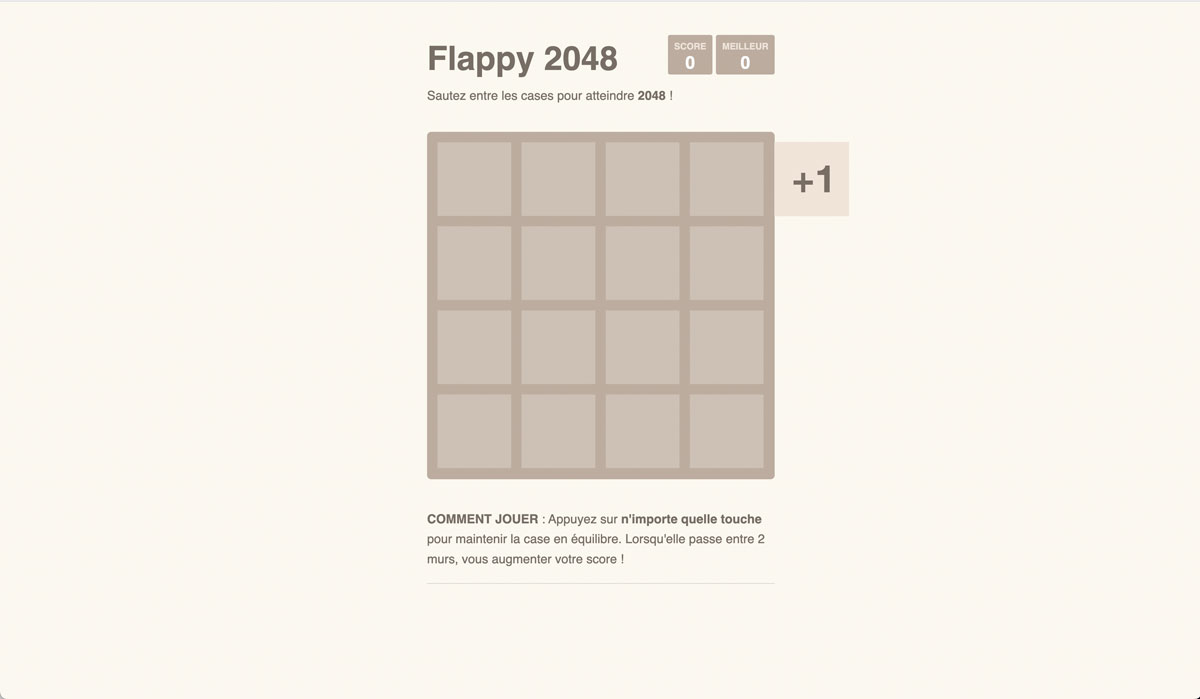 Flappy 2048
SCORE
0
MEILLEUR
0
Sautez entre les cases pour atteindre 2048 !
+1
COMMENT JOUER : Appuyez sur n'importe quelle touche
pour maintenir la case en équilibre. Lorsqu'elle passe entre 2
murs, vous augmenter votre score !